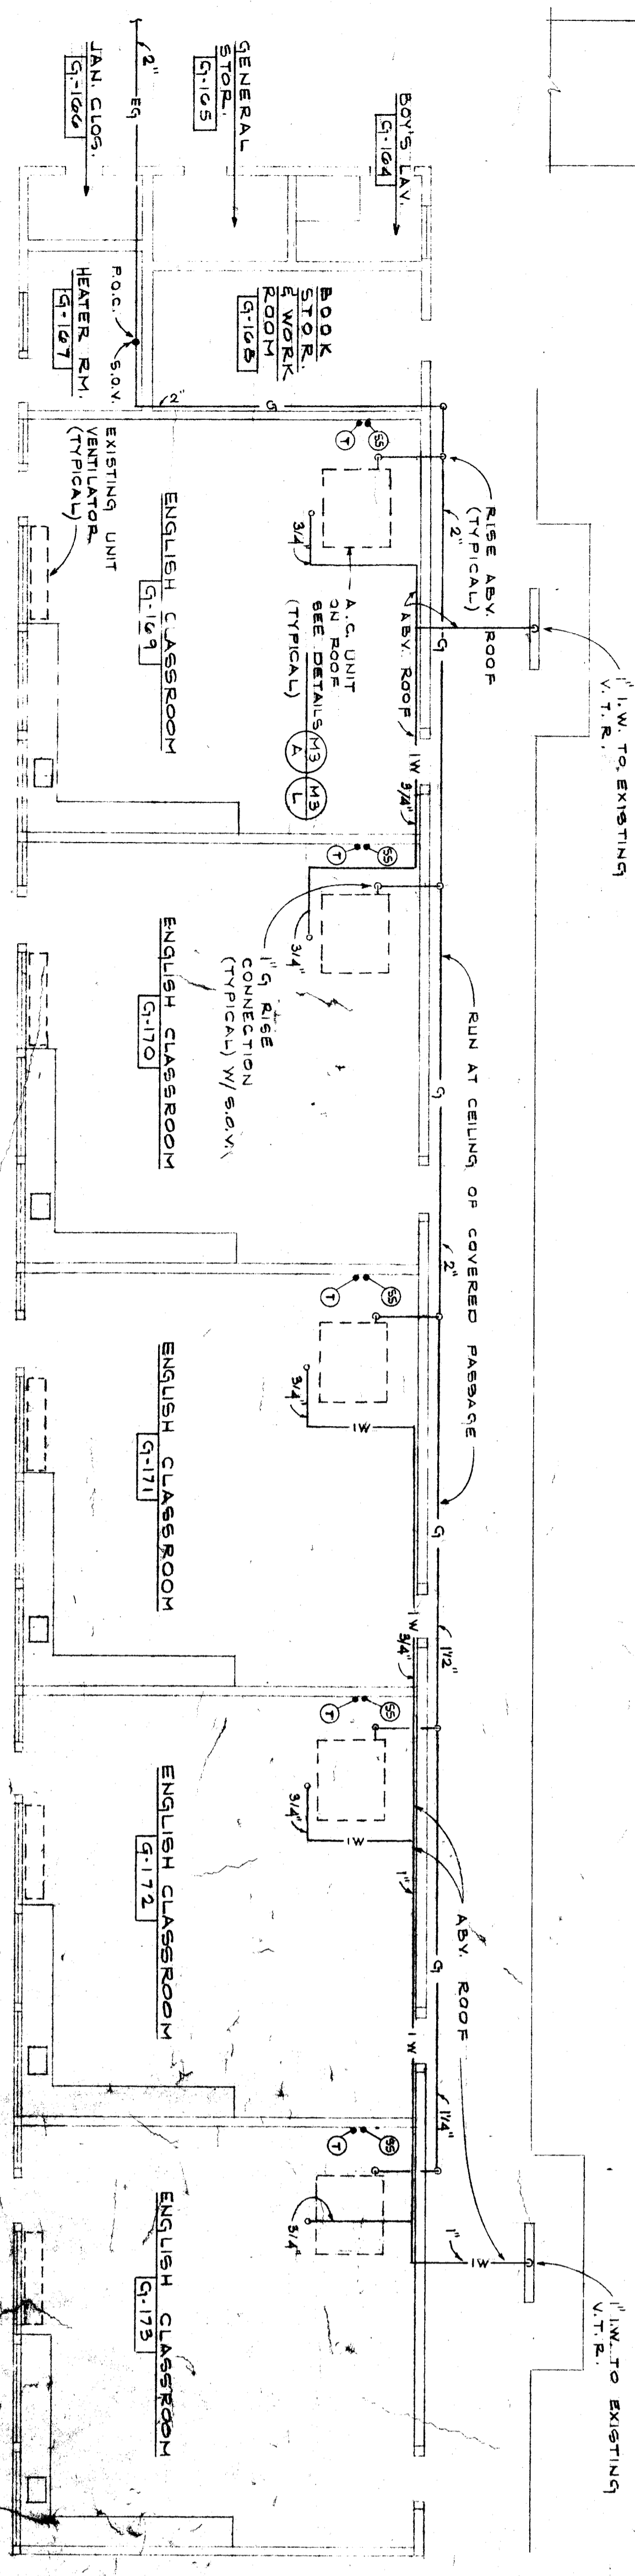 BOY'S LAV.
G-164
GENERAL
STOR.
G-165
JAN. CLOS.
G-166
2"
EG
BOOK
STOR.
& WORK
ROOM
G-168
P.O.C.
S.O.V.
HEATER RM.
G-167
2"
G
EXISTING UNIT
VENTILATOR
(TYPICAL)
1" I.W. TO EXISTING
V.T.R.
RISE ABV. ROOF
(TYPICAL)
2"
G
SS
T
3/4"
A.C. UNIT
ON ROOF
SEE DETAILS
(TYPICAL)
M3
A
M3
L
ABV. ROOF
IW
3/4"
ENGLISH CLASSROOM
G-169
RUN AT CEILING OF COVERED PASSAGE
G
2"
SS
T
3/4"
1" G RISE
CONNECTION
(TYPICAL) W/ S.O.V.
ENGLISH CLASSROOM
G-170
G
SS
T
3/4"
IW
IW
3/4"
1½"
ENGLISH CLASSROOM
G-171
SS
T
3/4"
IW
1"
ABV. ROOF
G
IW
1¼"
ENGLISH CLASSROOM
G-172
SS
T
3/4"
1"
IW
1" I.W. TO EXISTING
V.T.R.
ENGLISH CLASSROOM
G-173